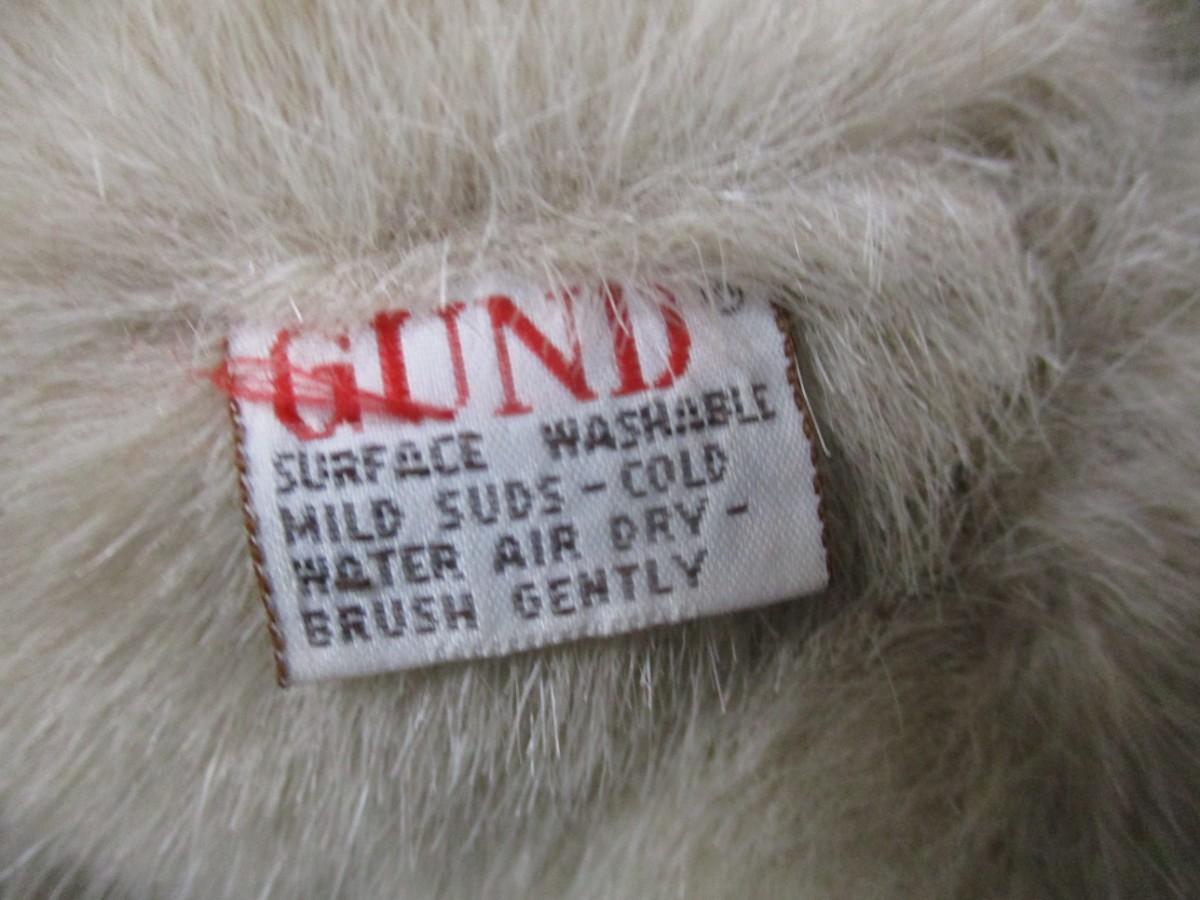 GUND®
SURFACE WASHABLE
MILD SUDS - COLD
WATER AIR DRY -
BRUSH GENTLY